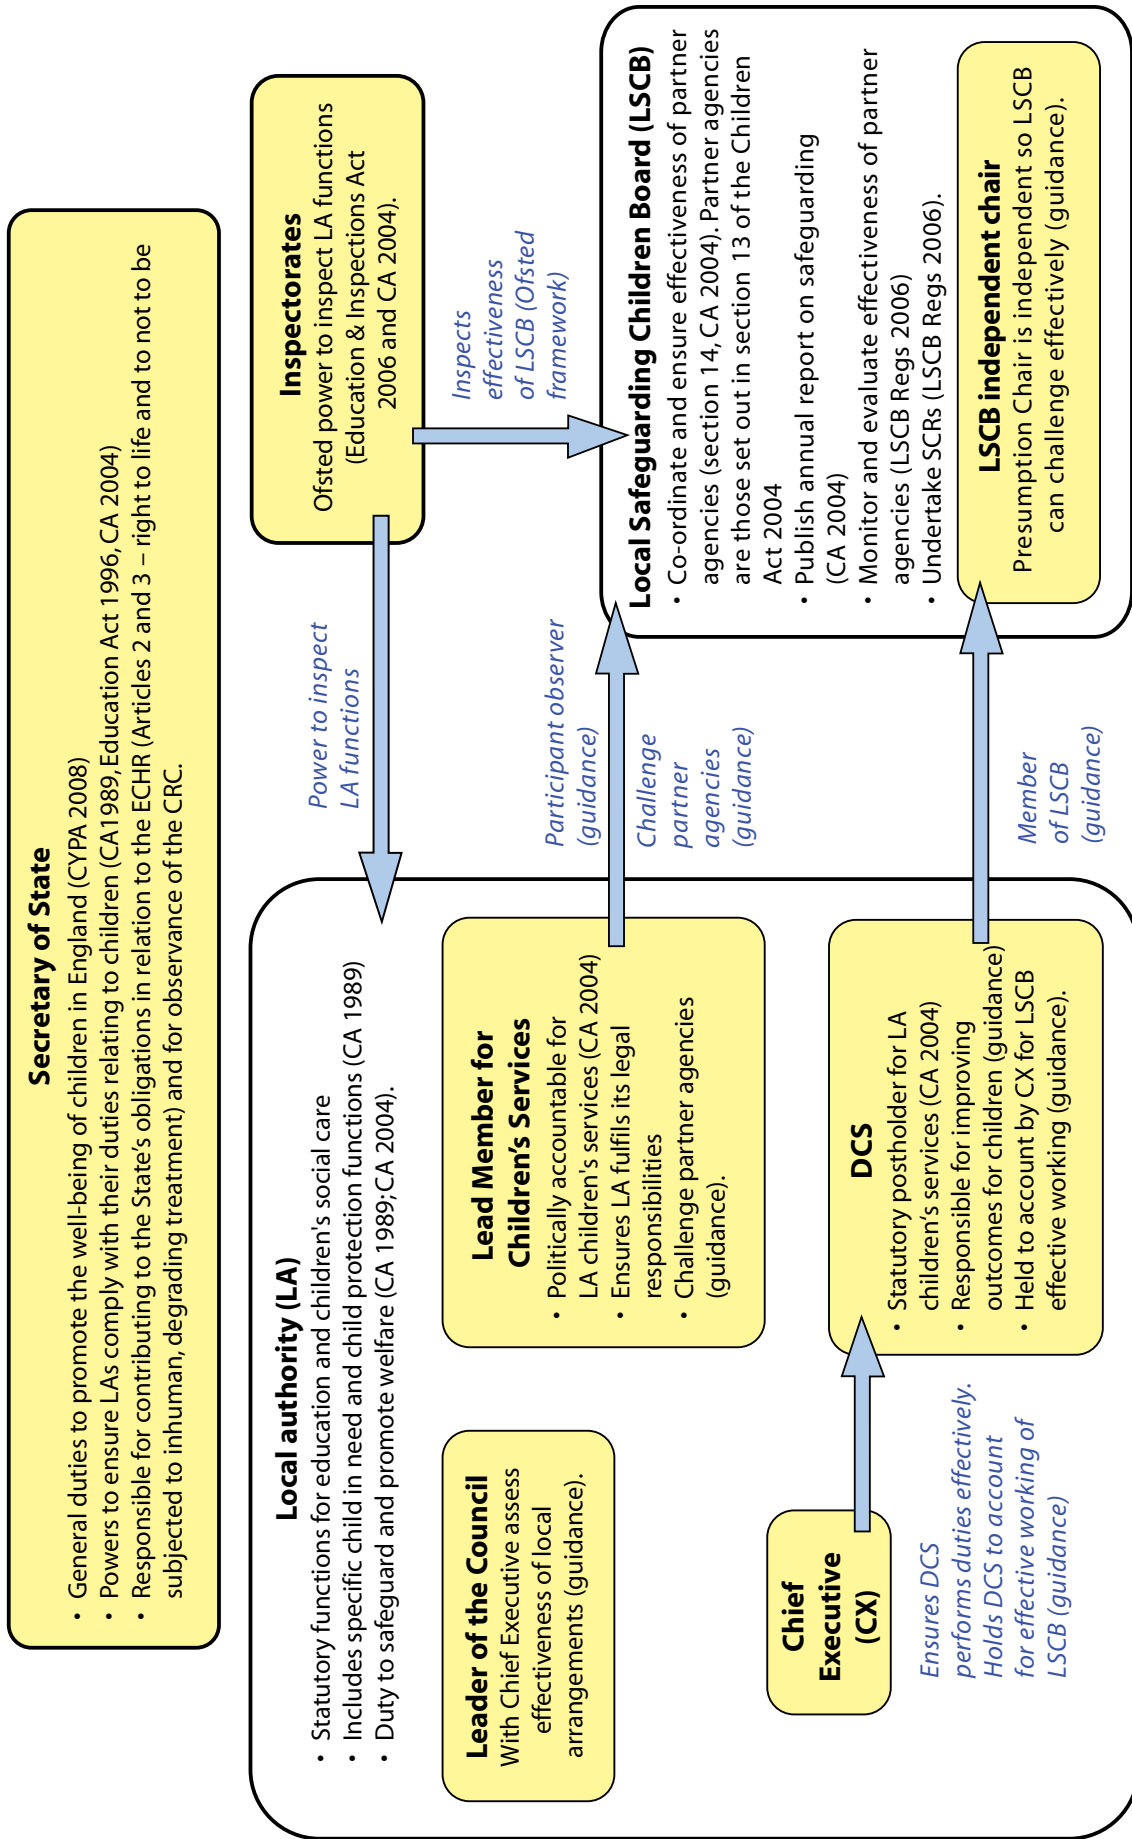 Secretary of State
• General duties to promote the well-being of children in England (CYPA 2008)
• Powers to ensure LAs comply with their duties relating to children (CA1989, Education Act 1996, CA 2004)
• Responsible for contributing to the State's obligations in relation to the ECHR (Articles 2 and 3 – right to life and to not to be
subjected to inhuman, degrading treatment) and for observance of the CRC.
Local authority (LA)
• Statutory functions for education and children's social care
• Includes specific child in need and child protection functions (CA 1989)
• Duty to safeguard and promote welfare (CA 1989;CA 2004).
Leader of the Council
With Chief Executive assess
effectiveness of local
arrangements (guidance).
Lead Member for
Children's Services
• Politically accountable for
LA children's services (CA 2004)
• Ensures LA fulfils its legal
responsibilities
• Challenge partner agencies
(guidance).
Chief
Executive
(CX)
Ensures DCS
performs duties effectively.
Holds DCS to account
for effective working of
LSCB (guidance)
DCS
• Statutory postholder for LA
children's services (CA 2004)
• Responsible for improving
outcomes for children (guidance)
• Held to account by CX for LSCB
effective working (guidance).
Power to inspect
LA functions
Participant observer
(guidance)
Challenge
partner
agencies
(guidance)
Member
of LSCB
(guidance)
Inspectorates
Ofsted power to inspect LA functions
(Education & Inspections Act
2006 and CA 2004).
Inspects
effectiveness
of LSCB (Ofsted
framework)
Local Safeguarding Children Board (LSCB)
• Co-ordinate and ensure effectiveness of partner
agencies (section 14, CA 2004). Partner agencies
are those set out in section 13 of the Children
Act 2004
• Publish annual report on safeguarding
(CA 2004)
• Monitor and evaluate effectiveness of partner
agencies (LSCB Regs 2006)
• Undertake SCRs (LSCB Regs 2006).
LSCB independent chair
Presumption Chair is independent so LSCB
can challenge effectively (guidance).